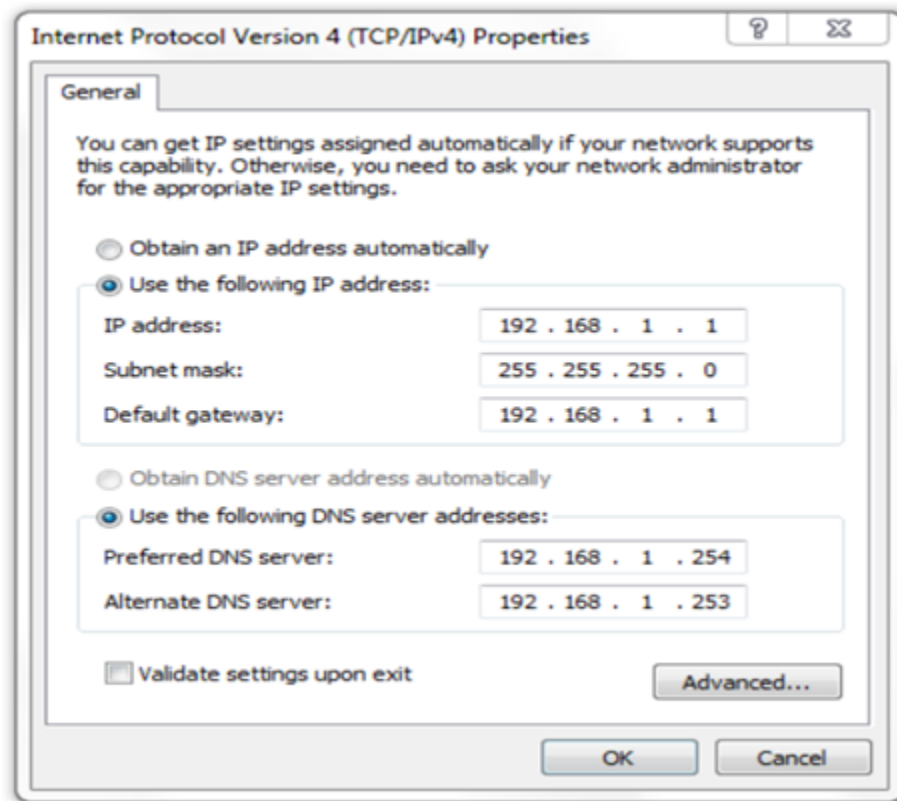 Internet Protocol Version 4 (TCP/IPv4) Properties
General
You can get IP settings assigned automatically if your network supports
this capability. Otherwise, you need to ask your network administrator
for the appropriate IP settings.
Obtain an IP address automatically
Use the following IP address:
IP address: 192 . 168 . 1 . 1
Subnet mask: 255 . 255 . 255 . 0
Default gateway: 192 . 168 . 1 . 1
Obtain DNS server address automatically
Use the following DNS server addresses:
Preferred DNS server: 192 . 168 . 1 . 254
Alternate DNS server: 192 . 168 . 1 . 253
Validate settings upon exit
Advanced...
OK Cancel